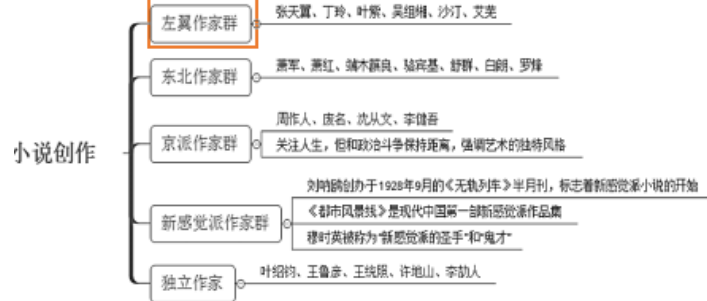 小说创作
左翼作家群
张天翼、丁玲、叶紫、吴组缃、沙汀、艾芜
东北作家群
萧军、萧红、端木蕻良、骆宾基、舒群、白朗、罗烽
京派作家群
周作人、废名、沈从文、李健吾
关注人生，但和政治斗争保持距离，强调艺术的独特风格
新感觉派作家群
刘呐鸥创办于1928年9月的《无轨列车》半月刊，标志着新感觉派小说的开始
《都市风景线》是现代中国第一部新感觉派作品集
穆时英被称为"新感觉派的圣手"和"鬼才"
独立作家
叶绍钧、王鲁彦、王统照、许地山、李劼人